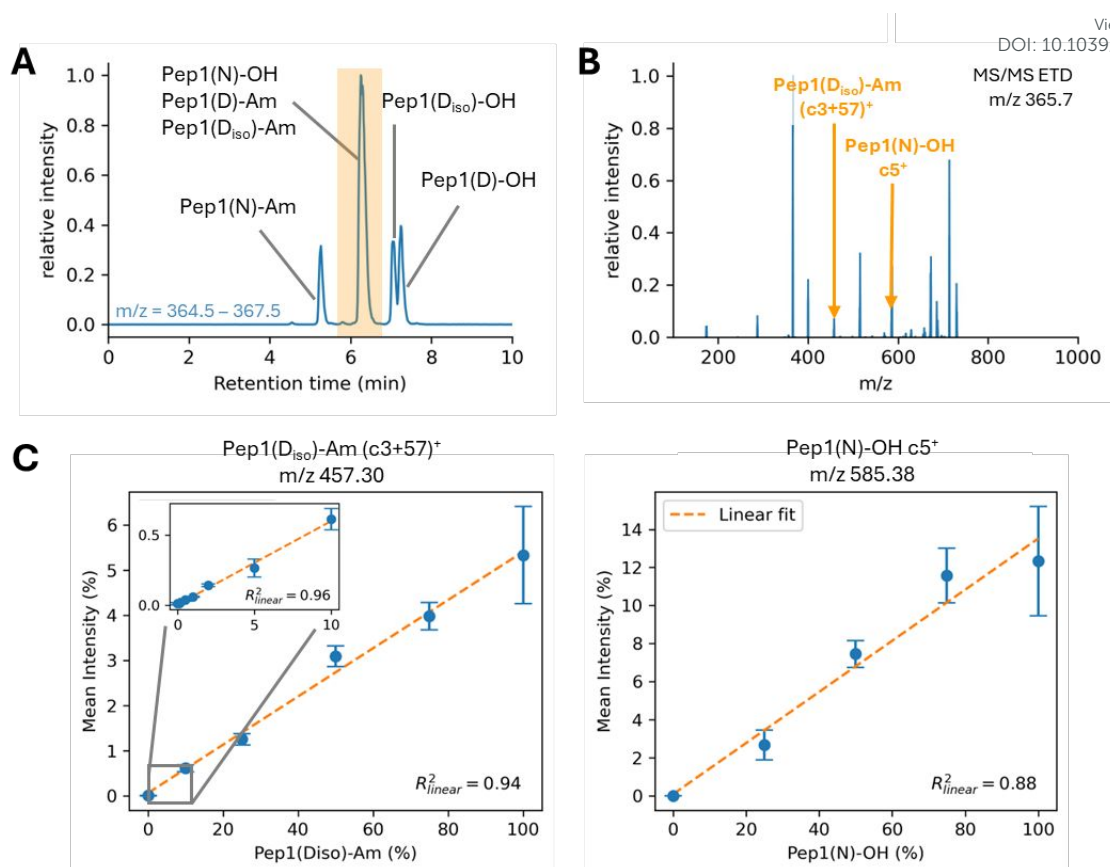 Vie
DOI: 10.1039
A
Pep1(N)-OH
Pep1(D)-Am
Pep1(Diso)-Am
Pep1(Diso)-OH
Pep1(D)-OH
Pep1(N)-Am
m/z = 364.5 – 367.5
relative intensity
1.0
0.8
0.6
0.4
0.2
0.0
0 2 4 6 8 10
Retention time (min)
B
MS/MS ETD
m/z 365.7
Pep1(Diso)-Am
(c3+57)+
Pep1(N)-OH
c5+
relative intensity
1.0
0.8
0.6
0.4
0.2
0.0
200 400 600 800 1000
m/z
C
Pep1(Diso)-Am (c3+57)+
m/z 457.30
Mean Intensity (%)
6
5
4
3
2
1
0
0.5
0.0
R²linear = 0.96
0 5 10
R²linear = 0.94
0 20 40 60 80 100
Pep1(Diso)-Am (%)
Pep1(N)-OH c5+
m/z 585.38
Linear fit
Mean Intensity (%)
14
12
10
8
6
4
2
0
R²linear = 0.88
0 20 40 60 80 100
Pep1(N)-OH (%)